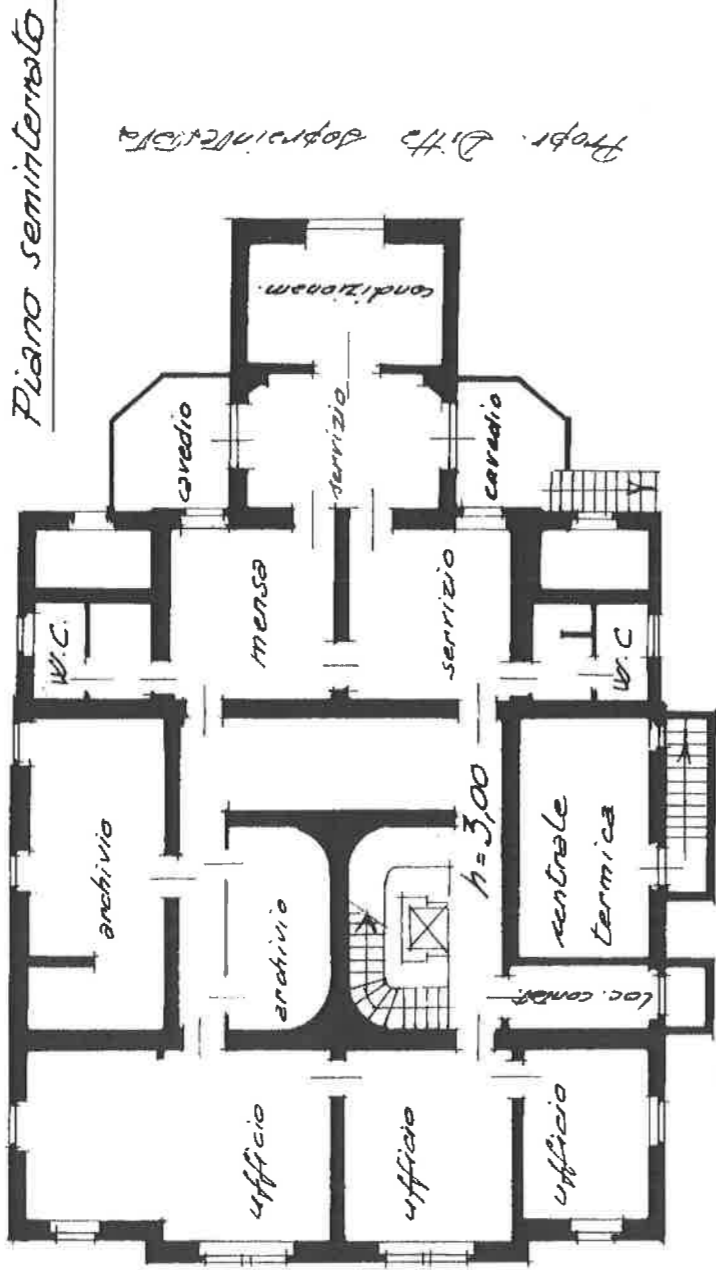 Piano seminterrato
Propr. Ditta sopraintestata
condizionam.
cavedio
servizio
cavedio
W.C.
mensa
servizio
W.C
archivio
archivio
h=3,00
centrale
termica
loc. contat.
ufficio
ufficio
ufficio